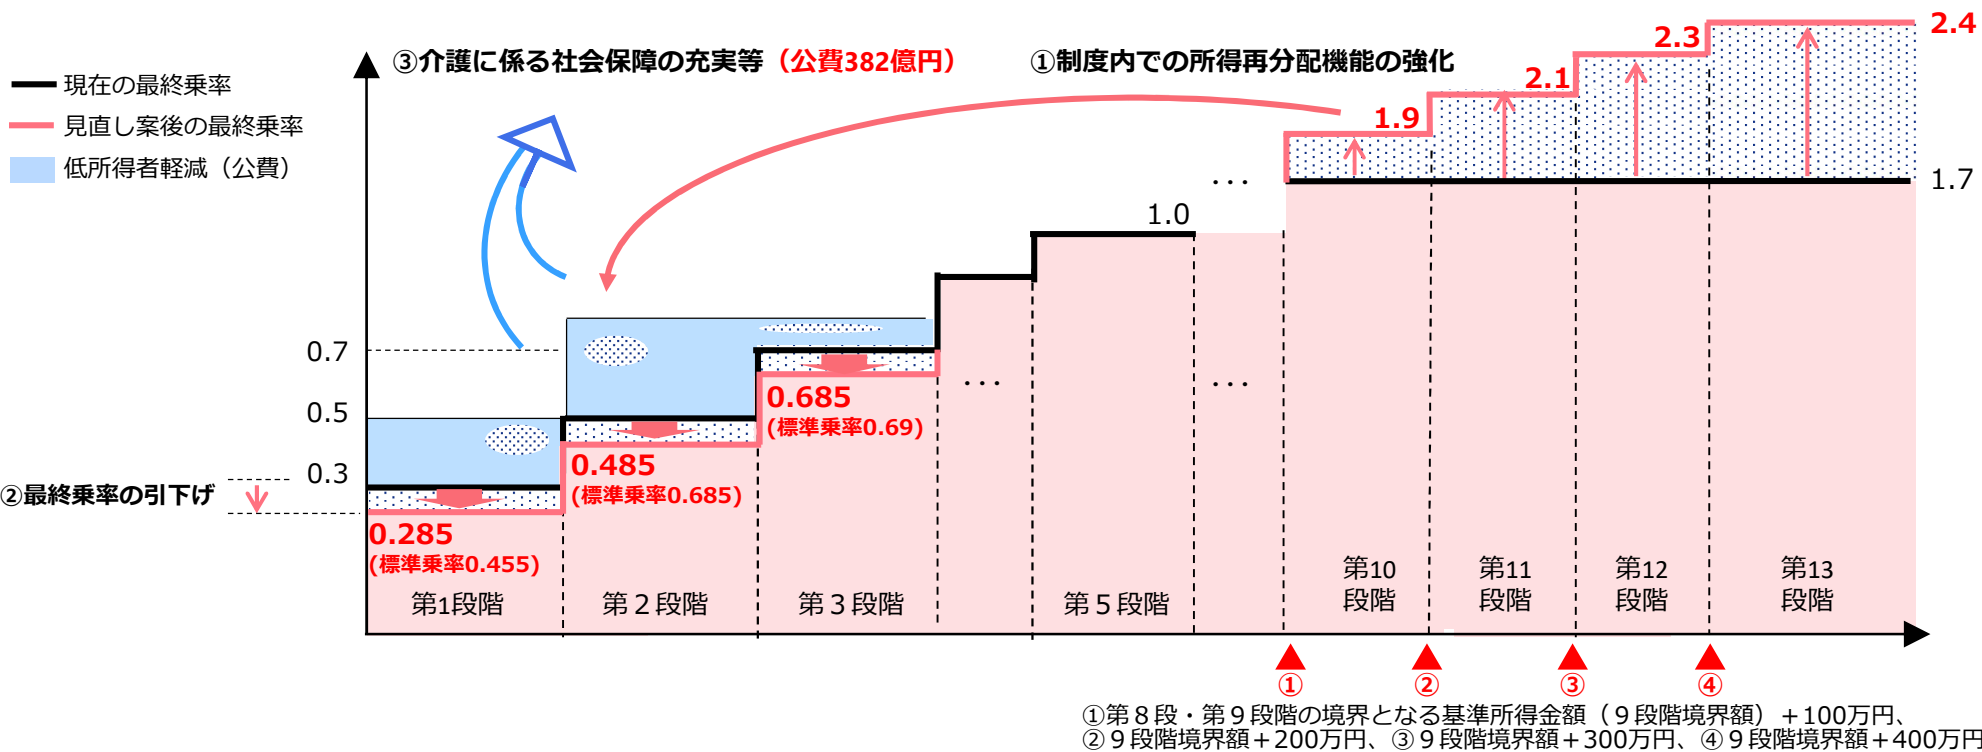 ③介護に係る社会保障の充実等（公費382億円）
①制度内での所得再分配機能の強化
現在の最終乗率
見直し案後の最終乗率
低所得者軽減（公費）
2.4
2.3
2.1
1.9
1.7
1.0
…
…
…
0.7
0.5
0.3
②最終乗率の引下げ
0.685
(標準乗率0.69)
0.485
(標準乗率0.685)
0.285
(標準乗率0.455)
第1段階
第２段階
第３段階
第５段階
第10
段階
第11
段階
第12
段階
第13
段階
①
②
③
④
①第８段・第９段階の境界となる基準所得金額（９段階境界額）＋100万円、
②９段階境界額＋200万円、③９段階境界額＋300万円、④９段階境界額＋400万円